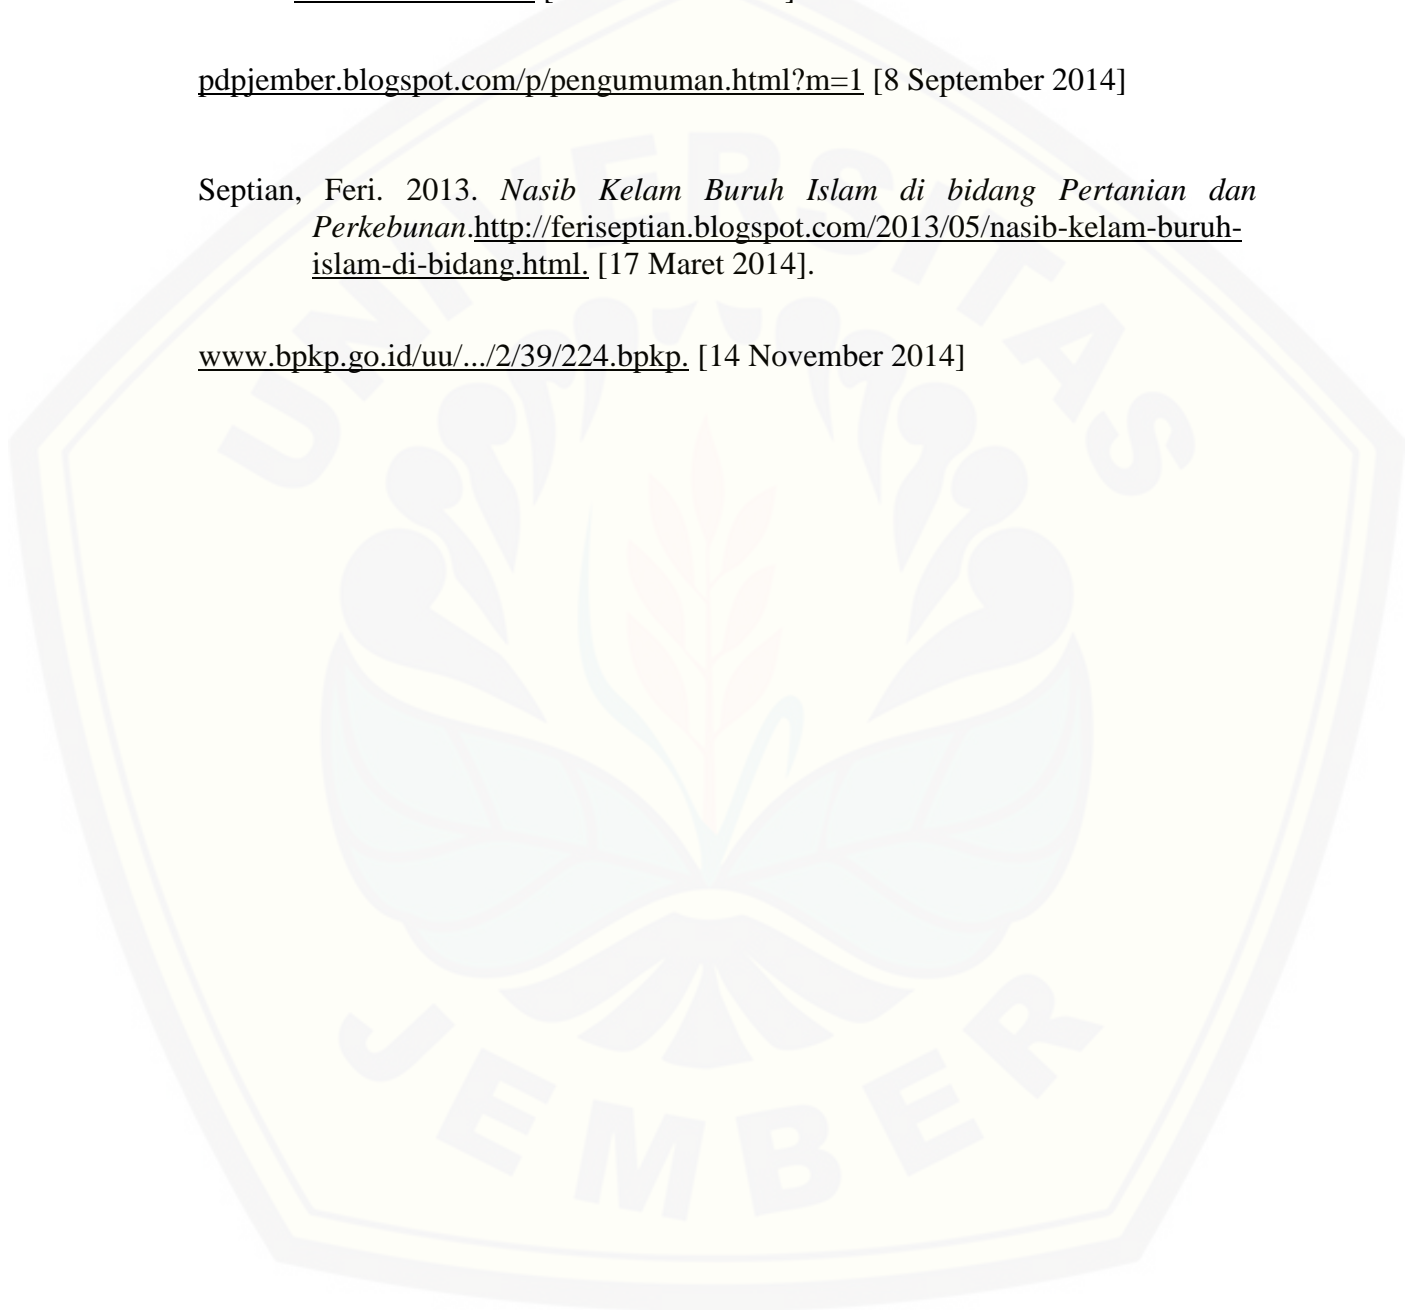 pdpjember.blogspot.com/p/pengumuman.html?m=1 [8 September 2014]
Septian, Feri. 2013. Nasib Kelam Buruh Islam di bidang Pertanian dan
Perkebunan.http://feriseptian.blogspot.com/2013/05/nasib-kelam-buruh-
islam-di-bidang.html. [17 Maret 2014].
www.bpkp.go.id/uu/.../2/39/224.bpkp. [14 November 2014]
UNIVERSITAS
JEMBER